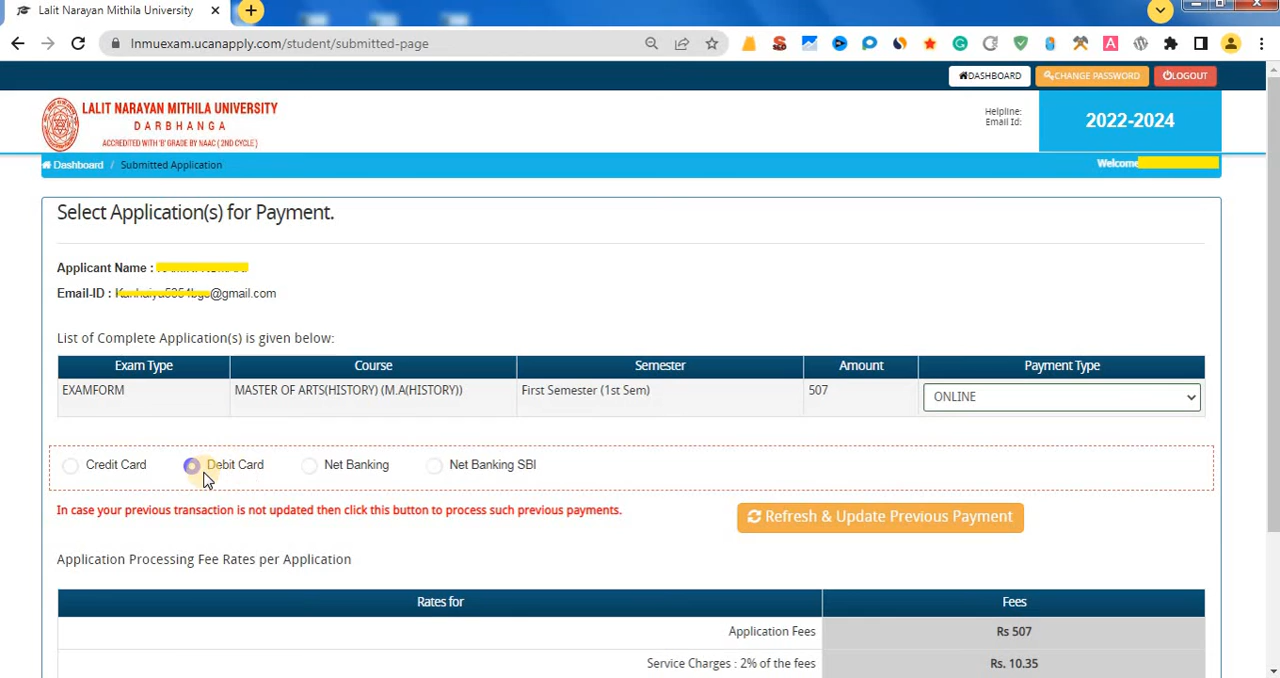 Lalit Narayan Mithila University
lnmuexam.ucanapply.com/student/submitted-page
DASHBOARD
CHANGE PASSWORD
LOGOUT
LALIT NARAYAN MITHILA UNIVERSITY
DARBHANGA
ACCREDITED WITH 'B' GRADE BY NAAC ( 2ND CYCLE )
Helpline:
Email Id:
2022-2024
Dashboard / Submitted Application
Welcome
Select Application(s) for Payment.
Applicant Name :
Email-ID : @gmail.com
List of Complete Application(s) is given below:
Exam Type Course Semester Amount Payment Type
EXAMFORM MASTER OF ARTS(HISTORY) (M.A(HISTORY)) First Semester (1st Sem) 507 ONLINE
Credit Card Debit Card Net Banking Net Banking SBI
In case your previous transaction is not updated then click this button to process such previous payments.
Refresh & Update Previous Payment
Application Processing Fee Rates per Application
Rates for Fees
Application Fees Rs 507
Service Charges : 2% of the fees Rs. 10.35